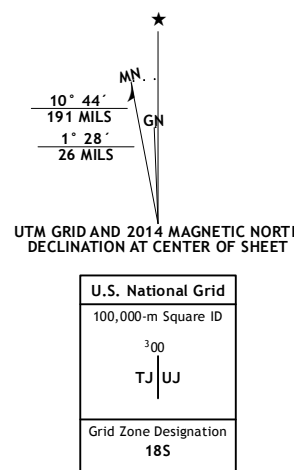 ★
MN
10° 44´
191 MILS
GN
1° 28´
26 MILS
UTM GRID AND 2014 MAGNETIC NORT
DECLINATION AT CENTER OF SHEET
U.S. National Grid
100,000-m Square ID
³00
TJ UJ
Grid Zone Designation
18S